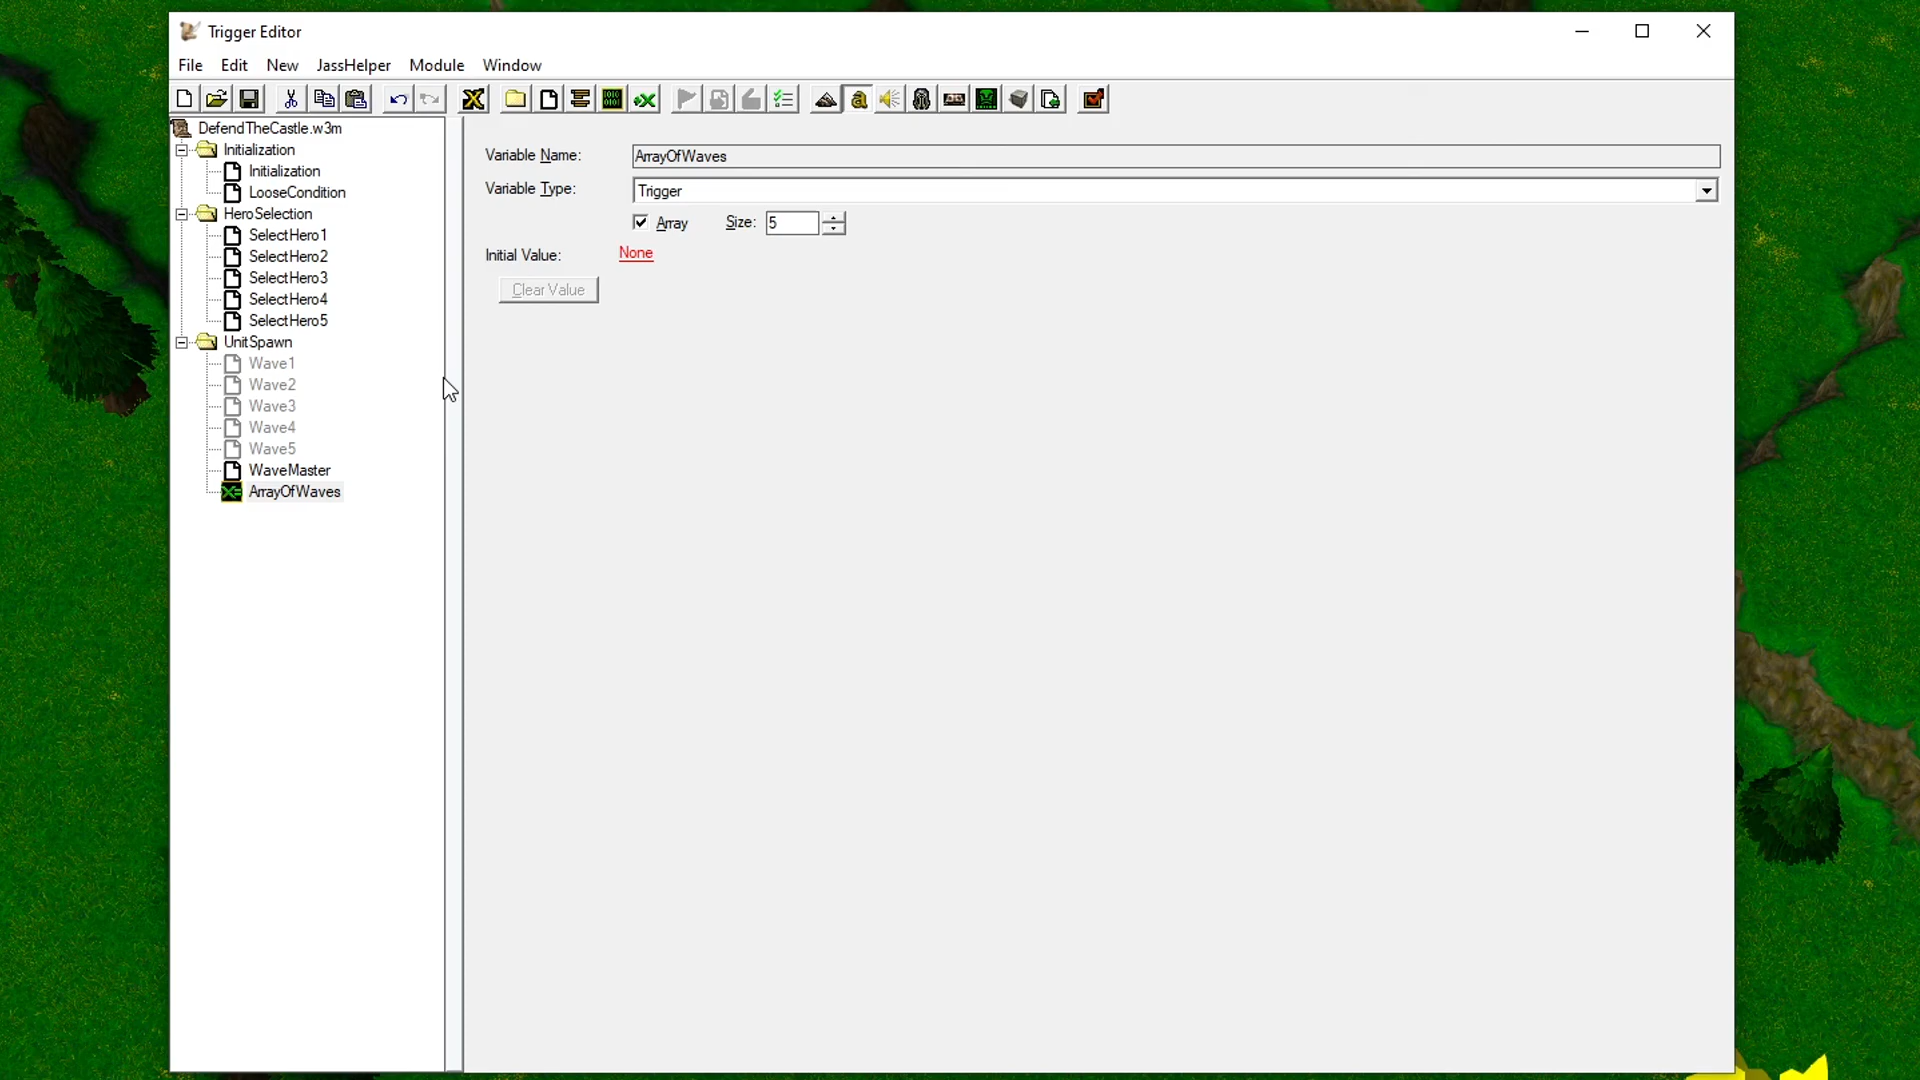 Trigger Editor
File Edit New JassHelper Module Window
DefendTheCastle.w3m
Initialization
Initialization
LooseCondition
HeroSelection
SelectHero1
SelectHero2
SelectHero3
SelectHero4
SelectHero5
UnitSpawn
Wave1
Wave2
Wave3
Wave4
Wave5
WaveMaster
ArrayOfWaves
Variable Name: ArrayOfWaves
Variable Type: Trigger
Array Size: 5
Initial Value: None
Clear Value